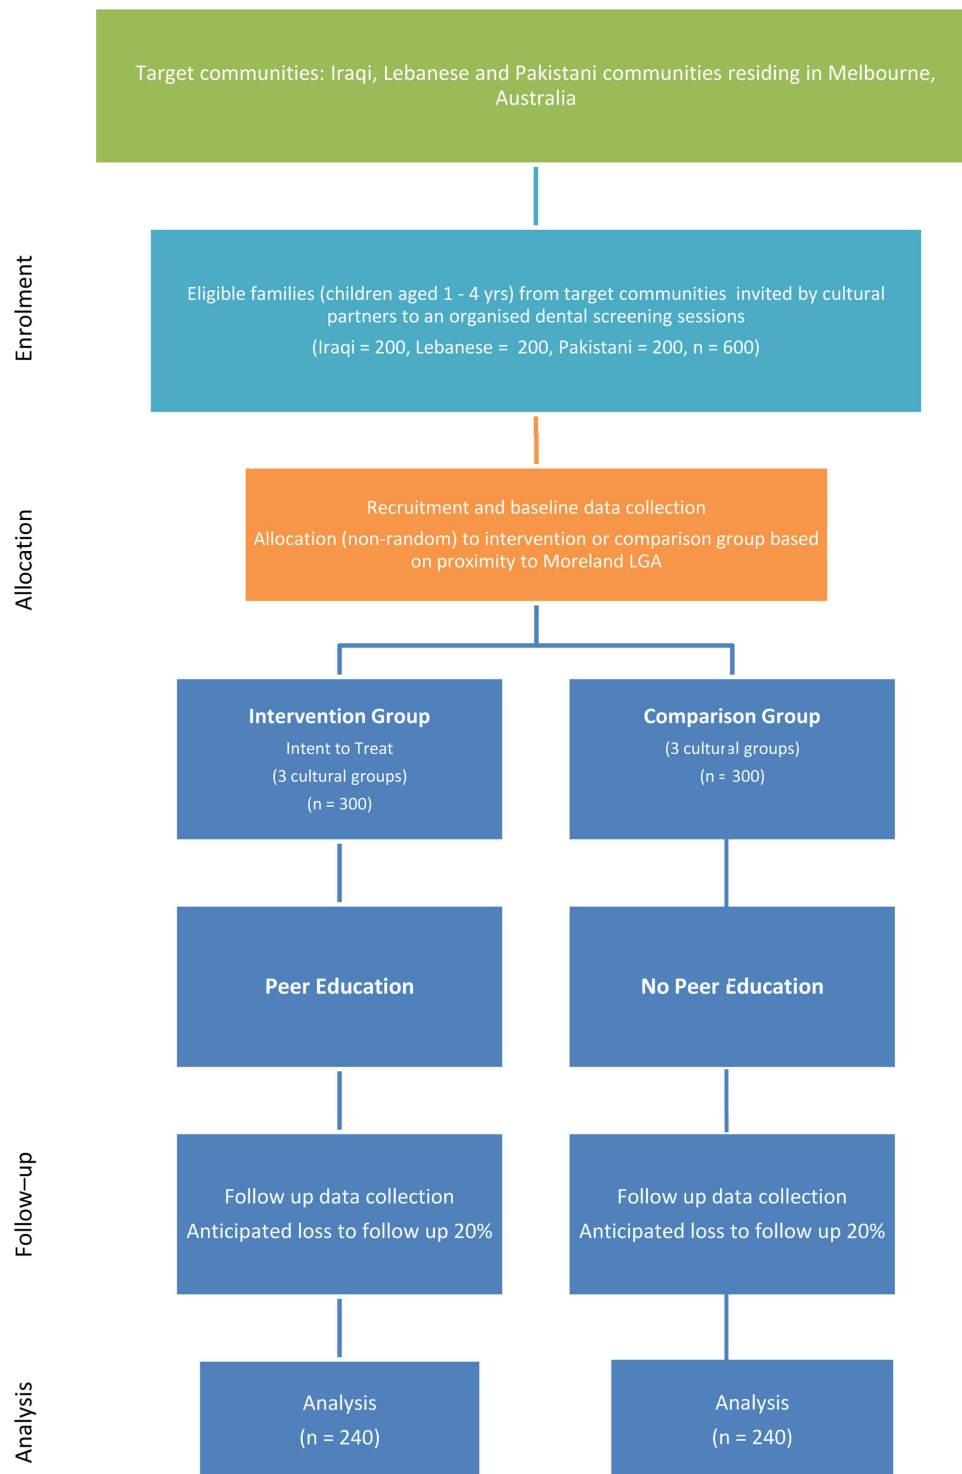 Target communities: Iraqi, Lebanese and Pakistani communities residing in Melbourne,
Australia
Enrolment
Eligible families (children aged 1 - 4 yrs) from target communities invited by cultural
partners to an organised dental screening sessions
(Iraqi = 200, Lebanese = 200, Pakistani = 200, n = 600)
Allocation
Recruitment and baseline data collection
Allocation (non-random) to intervention or comparison group based
on proximity to Moreland LGA
Intervention Group
Intent to Treat
(3 cultural groups)
(n = 300)
Comparison Group
(3 cultural groups)
(n = 300)
Peer Education
No Peer Education
Follow–up
Follow up data collection
Anticipated loss to follow up 20%
Follow up data collection
Anticipated loss to follow up 20%
Analysis
Analysis
(n = 240)
Analysis
(n = 240)